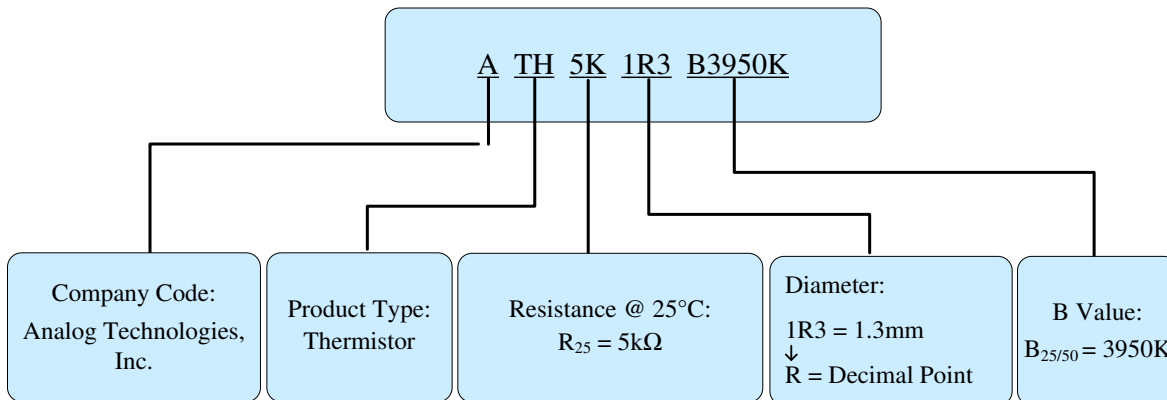 A TH 5K 1R3 B3950K
Company Code:
Analog Technologies,
Inc.
Product Type:
Thermistor
Resistance @ 25°C:
R₂₅ = 5kΩ
Diameter:
1R3 = 1.3mm
↓
R = Decimal Point
B Value:
B₂₅/₅₀ = 3950K